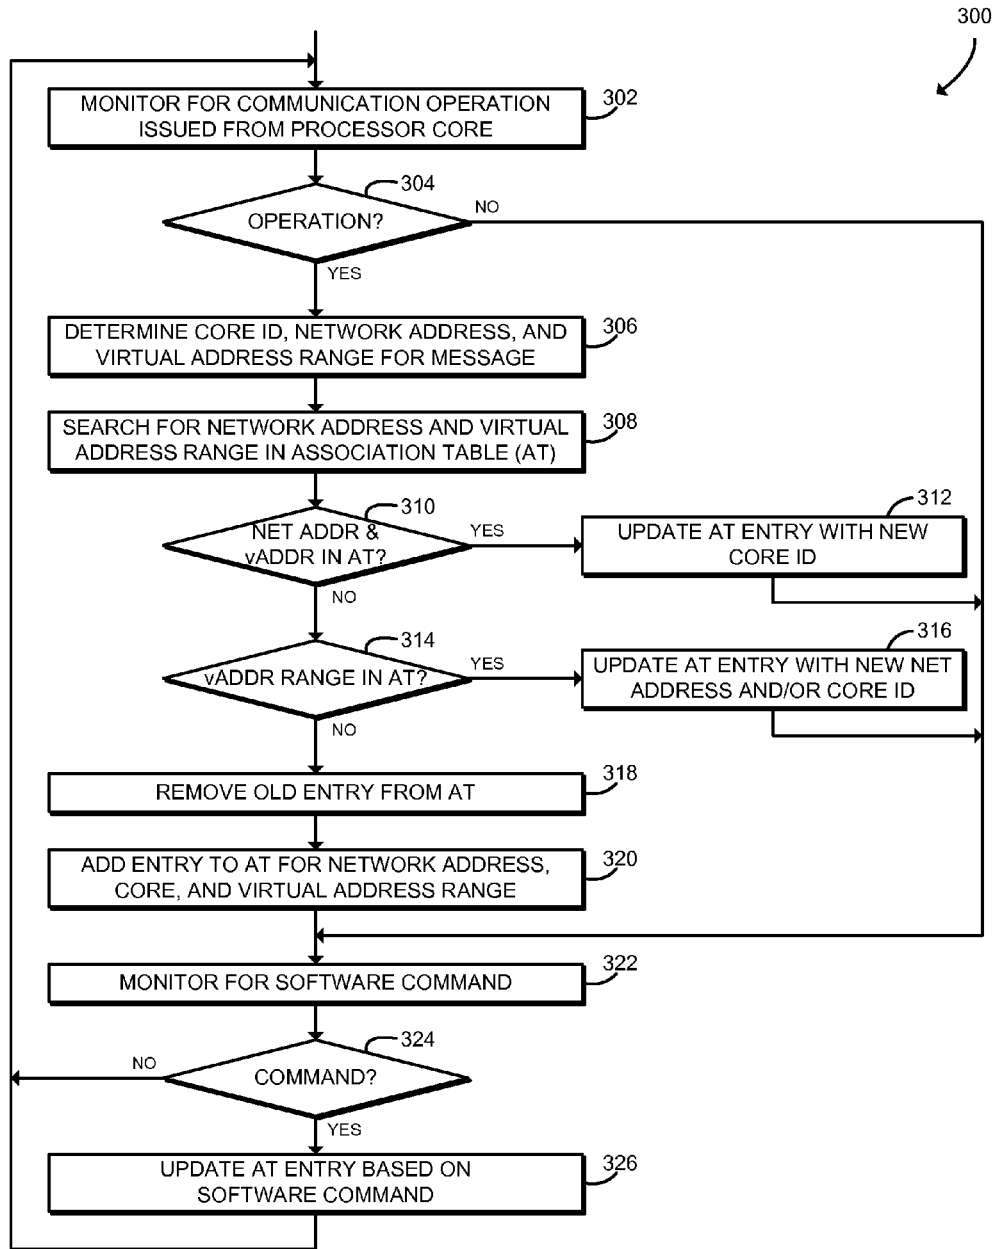 300
MONITOR FOR COMMUNICATION OPERATION
ISSUED FROM PROCESSOR CORE
302
304
OPERATION?
NO
YES
DETERMINE CORE ID, NETWORK ADDRESS, AND
VIRTUAL ADDRESS RANGE FOR MESSAGE
306
SEARCH FOR NETWORK ADDRESS AND VIRTUAL
ADDRESS RANGE IN ASSOCIATION TABLE (AT)
308
310
NET ADDR &
vADDR IN AT?
YES
NO
312
UPDATE AT ENTRY WITH NEW
CORE ID
314
vADDR RANGE IN AT?
YES
NO
316
UPDATE AT ENTRY WITH NEW NET
ADDRESS AND/OR CORE ID
REMOVE OLD ENTRY FROM AT
318
ADD ENTRY TO AT FOR NETWORK ADDRESS,
CORE, AND VIRTUAL ADDRESS RANGE
320
MONITOR FOR SOFTWARE COMMAND
322
324
COMMAND?
NO
YES
UPDATE AT ENTRY BASED ON
SOFTWARE COMMAND
326